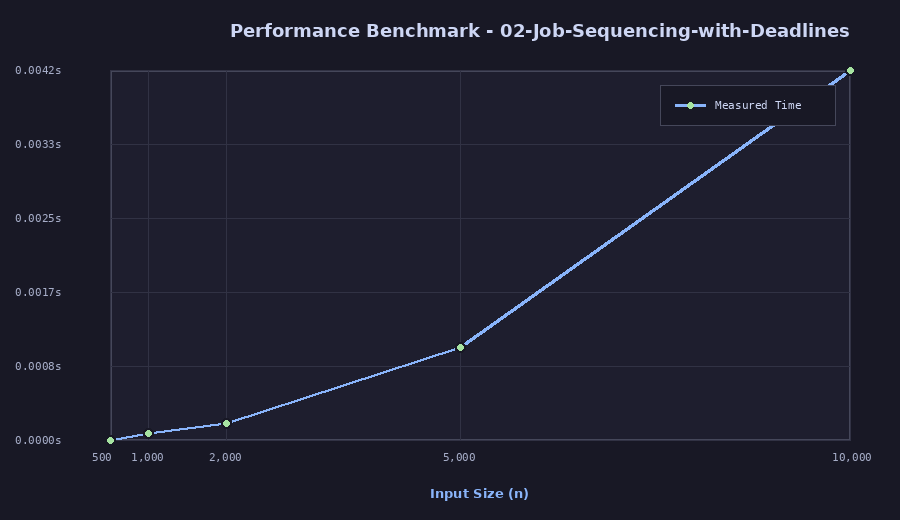 Performance Benchmark - 02-Job-Sequencing-with-Deadlines
0.0042s
Measured Time
0.0033s
0.0025s
0.0017s
0.0008s
0.0000s
500 1,000 2,000 5,000 10,000
Input Size (n)